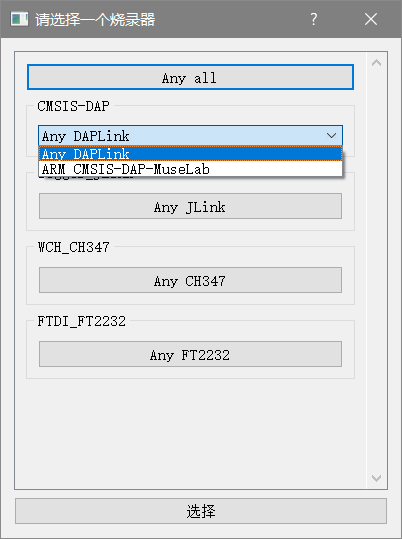 请选择一个烧录器
?
Any all
CMSIS-DAP
Any DAPLink
Any DAPLink
ARM CMSIS-DAP-MuseLab
Any JLink
WCH_CH347
Any CH347
FTDI_FT2232
Any FT2232
选择